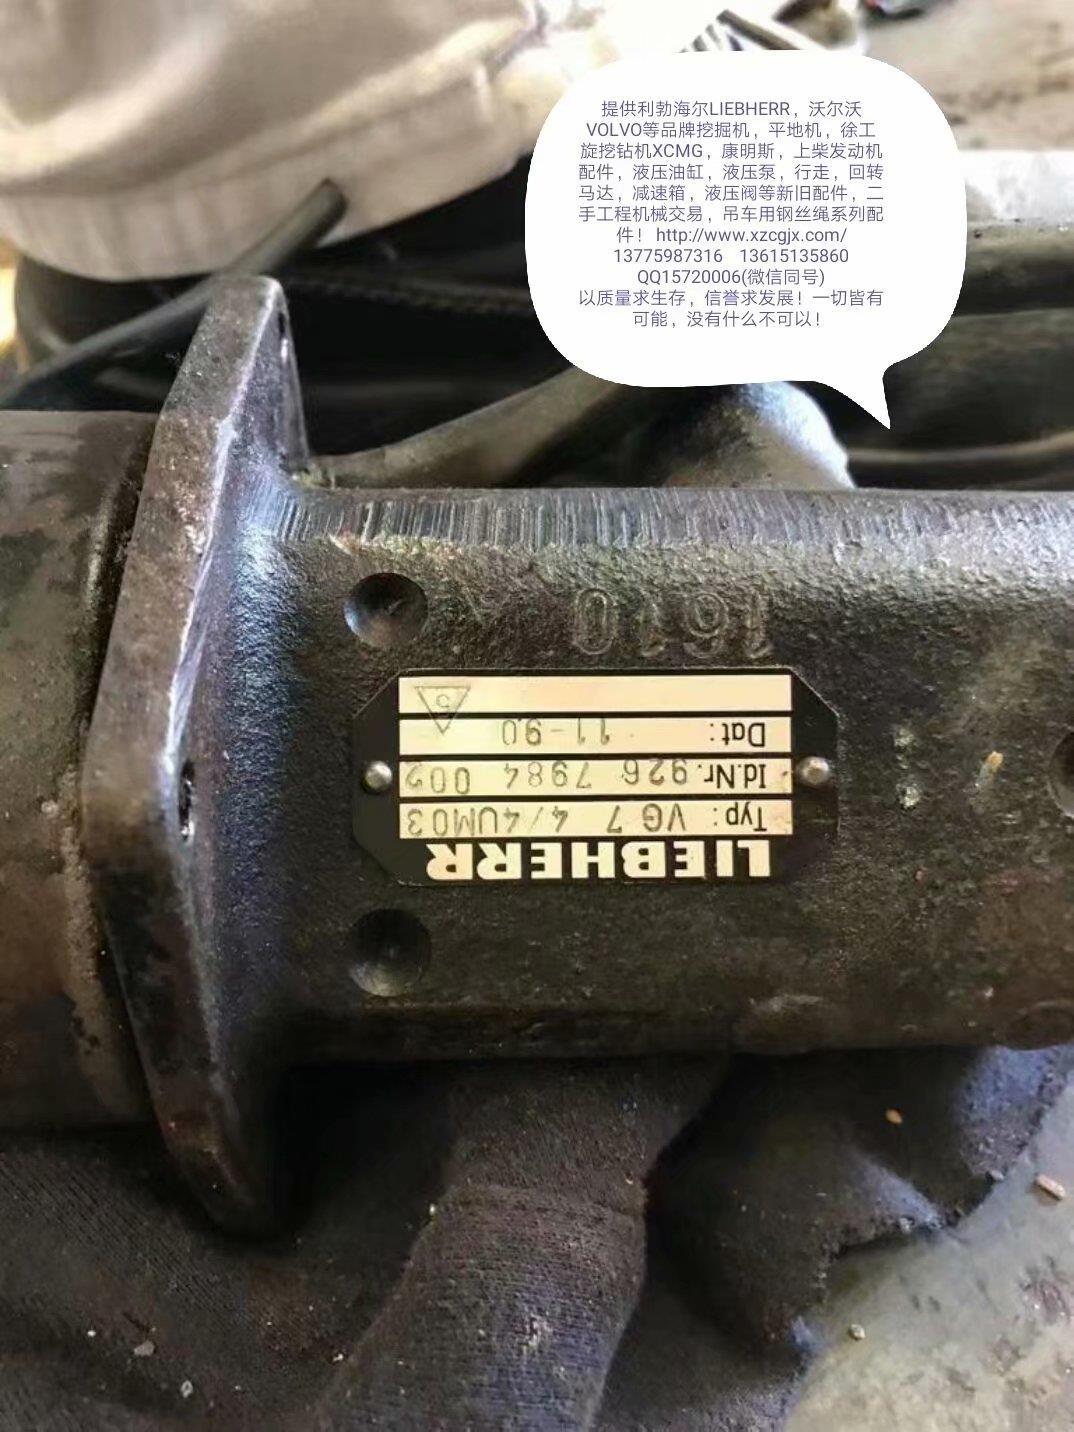 提供利勃海尔LIEBHERR，沃尔沃
VOLVO等品牌挖掘机，平地机，徐工
旋挖钻机XCMG，康明斯，上柴发动机
配件，液压油缸，液压泵，行走，回转
马达，减速箱，液压阀等新旧配件，二
手工程机械交易，吊车用钢丝绳系列配
件！http://www.xzcgjx.com/
13775987316 13615135860
QQ15720006(微信同号)
以质量求生存，信誉求发展！一切皆有
可能，没有什么不可以！
LIEBHERR
Typ: VG 7 4/4UM03
Id.Nr. 926 7984 002
Dat: 11-90
5
1610